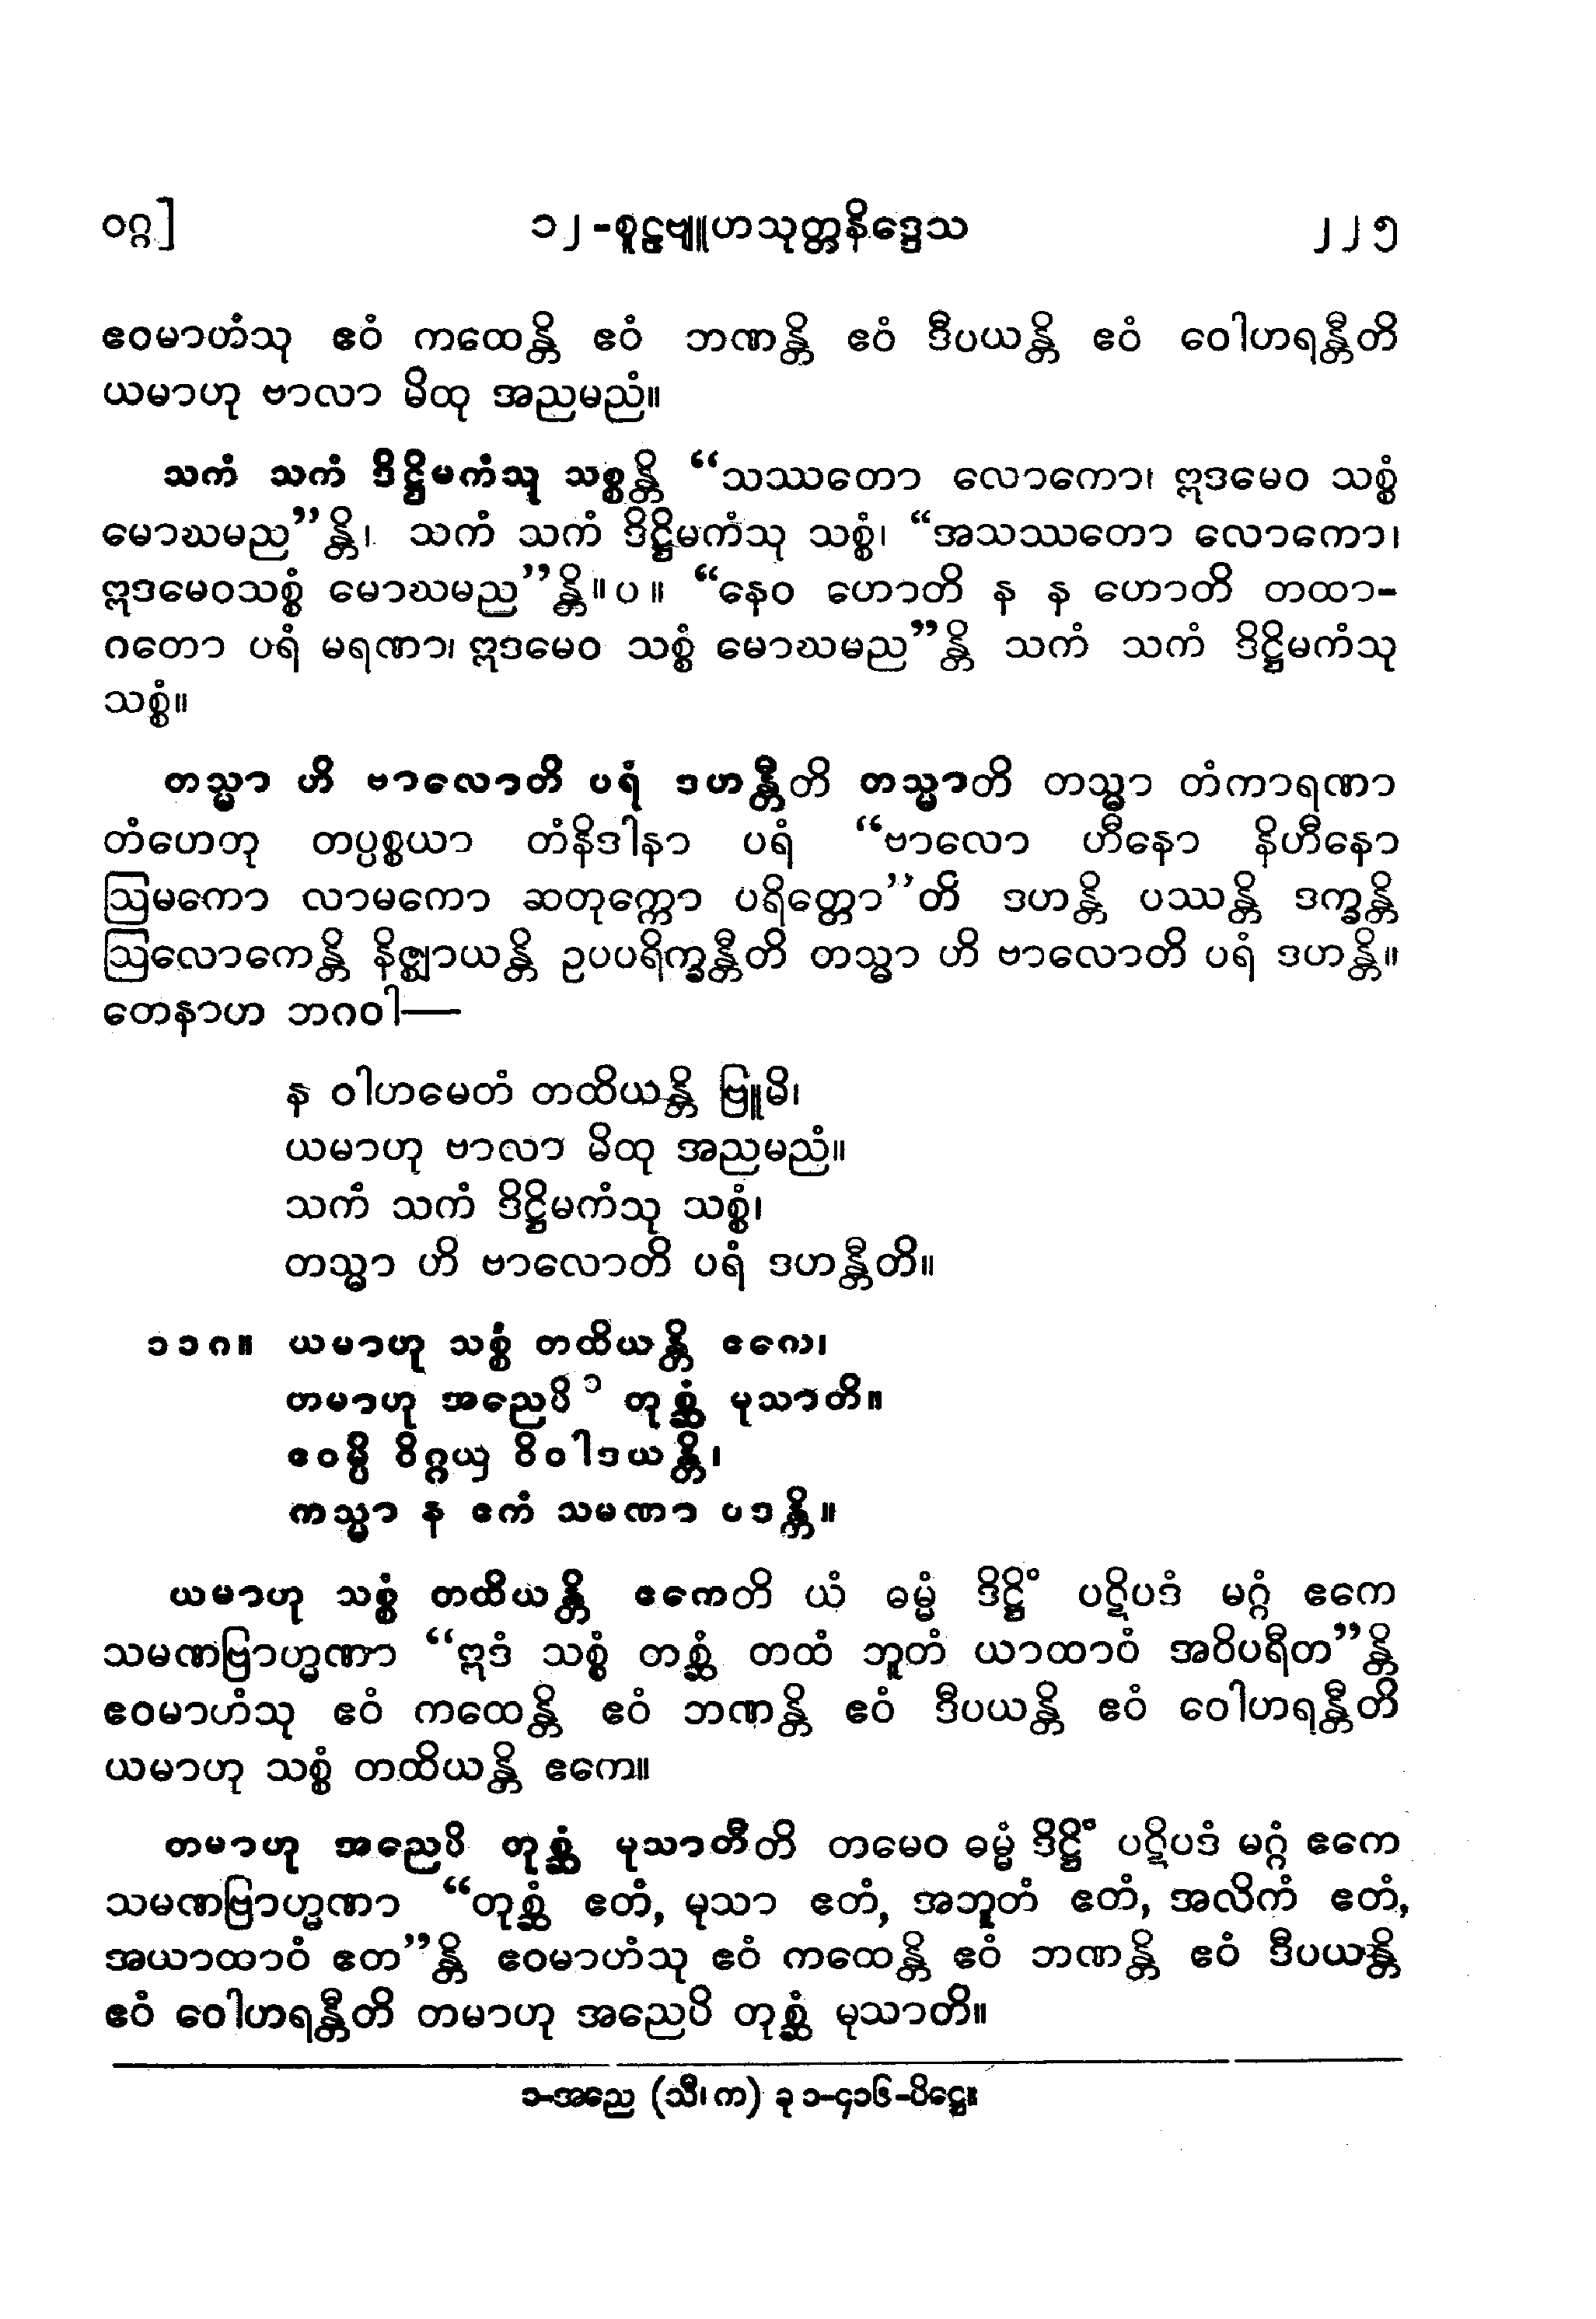 ဝဂ္ဂ] ၁၂-စူဠဗျူဟသုတ္တနိဒ္ဒေသ ၂၂၅
ဧဝမာဟံသု ဧဝံ ကထေန္တိ ဧဝံ ဘဏန္တိ ဧဝံ ဒီပယန္တိ ဧဝံ ဝေါဟရန္တီတိ
ယမာဟု ဗာလာ မိထု အညမညံ။
သကံ သကံ ဒိဋ္ဌိမကံသု သစ္စန္တိ “သဿတော လောကော၊ ဣဒမေဝ သစ္စံ
မောဃမည”န္တိ၊ သကံ သကံ ဒိဋ္ဌိမကံသု သစ္စံ၊ “အသဿတော လောကော၊
ဣဒမေဝသစ္စံ မောဃမည”န္တိ။ပ။ “နေဝ ဟောတိ န န ဟောတိ တထာ-
ဂတော ပရံ မရဏာ၊ ဣဒမေဝ သစ္စံ မောဃမည”န္တိ သကံ သကံ ဒိဋ္ဌိမကံသု
သစ္စံ။
တသ္မာ ဟိ ဗာလောတိ ပရံ ဒဟန္တီတိ တသ္မာတိ တသ္မာ တံကာရဏာ
တံဟေတု တပ္ပစ္စယာ တံနိဒါနာ ပရံ “ဗာလော ဟီနော နိဟီနော
ဩမကော လာမကော ဆတုက္ကော ပရိတ္တော”တိ ဒဟန္တိ ပဿန္တိ ဒက္ခန္တိ
ဩလောကေန္တိ နိဇ္ဈာယန္တိ ဥပပရိက္ခန္တီတိ တသ္မာ ဟိ ဗာလောတိ ပရံ ဒဟန္တိ။
တေနာဟ ဘဂဝါ—
န ဝါဟမေတံ တထိယန္တိ ဗြူမိ၊
ယမာဟု ဗာလာ မိထု အညမညံ။
သကံ သကံ ဒိဋ္ဌိမကံသု သစ္စံ၊
တသ္မာ ဟိ ဗာလောတိ ပရံ ဒဟန္တီတိ။
၁၁၈။ ယမာဟု သစ္စံ တထိယန္တိ ဧကေ၊
တမာဟု အညေပိ ၁ တုစ္ဆံ မုသာတိ။
ဧဝမ္ပိ ဝိဂ္ဂယှ ဝိဝါဒယန္တိ၊
ကသ္မာ န ဧကံ သမဏာ ဝဒန္တိ။
ယမာဟု သစ္စံ တထိယန္တိ ဧကေတိ ယံ ဓမ္မံ ဒိဋ္ဌိံ ပဋိပဒံ မဂ္ဂံ ဧကေ
သမဏဗြာဟ္မဏာ “ဣဒံ သစ္စံ တစ္ဆံ တထံ ဘူတံ ယာထာဝံ အဝိပရီတ”န္တိ
ဧဝမာဟံသု ဧဝံ ကထေန္တိ ဧဝံ ဘဏန္တိ ဧဝံ ဒီပယန္တိ ဧဝံ ဝေါဟရန္တီတိ
ယမာဟု သစ္စံ တထိယန္တိ ဧကေ။
တမာဟု အညေပိ တုစ္ဆံ မုသာတီတိ တမေဝ ဓမ္မံ ဒိဋ္ဌိံ ပဋိပဒံ မဂ္ဂံ ဧကေ
သမဏဗြာဟ္မဏာ “တုစ္ဆံ ဧတံ, မုသာ ဧတံ, အဘူတံ ဧတံ, အလိကံ ဧတံ,
အယာထာဝံ ဧတ”န္တိ ဧဝမာဟံသု ဧဝံ ကထေန္တိ ဧဝံ ဘဏန္တိ ဧဝံ ဒီပယန္တိ
ဧဝံ ဝေါဟရန္တီတိ တမာဟု အညေပိ တုစ္ဆံ မုသာတိ။
၁-အညေ (သီ၊က) ခု ၁-၄၁၆-ပိဋ္ဌေ။